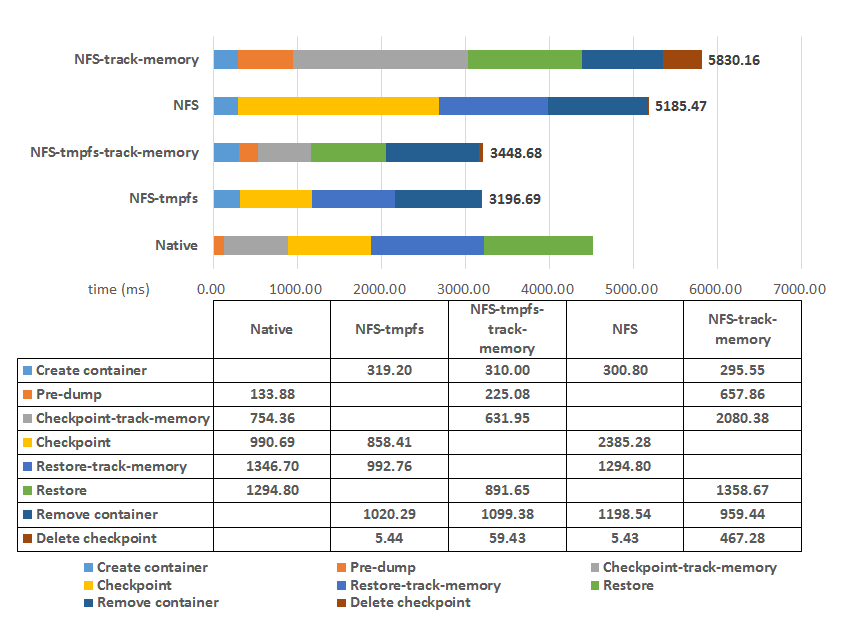 NFS-track-memory
5830.16
NFS
5185.47
NFS-tmpfs-track-memory
3448.68
NFS-tmpfs
3196.69
Native
time (ms)
0.00 1000.00 2000.00 3000.00 4000.00 5000.00 6000.00 7000.00
Native NFS-tmpfs NFS-tmpfs-track-memory NFS NFS-track-memory
Create container 319.20 310.00 300.80 295.55
Pre-dump 133.88 225.08 657.86
Checkpoint-track-memory 754.36 631.95 2080.38
Checkpoint 990.69 858.41 2385.28
Restore-track-memory 1346.70 992.76 1294.80
Restore 1294.80 891.65 1358.67
Remove container 1020.29 1099.38 1198.54 959.44
Delete checkpoint 5.44 59.43 5.43 467.28
Create container Pre-dump Checkpoint-track-memory
Checkpoint Restore-track-memory Restore
Remove container Delete checkpoint